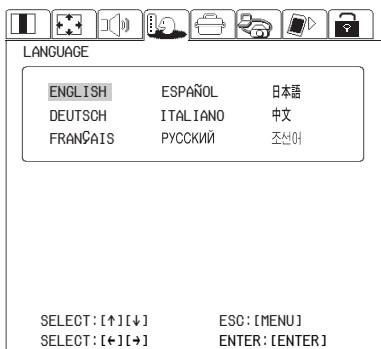 LANGUAGE
ENGLISH ESPAÑOL 日本語
DEUTSCH ITALIANO 中文
FRANÇAIS РУССКИЙ 조선어
SELECT:[↑][↓] ESC:[MENU]
SELECT:[←][→] ENTER:[ENTER]